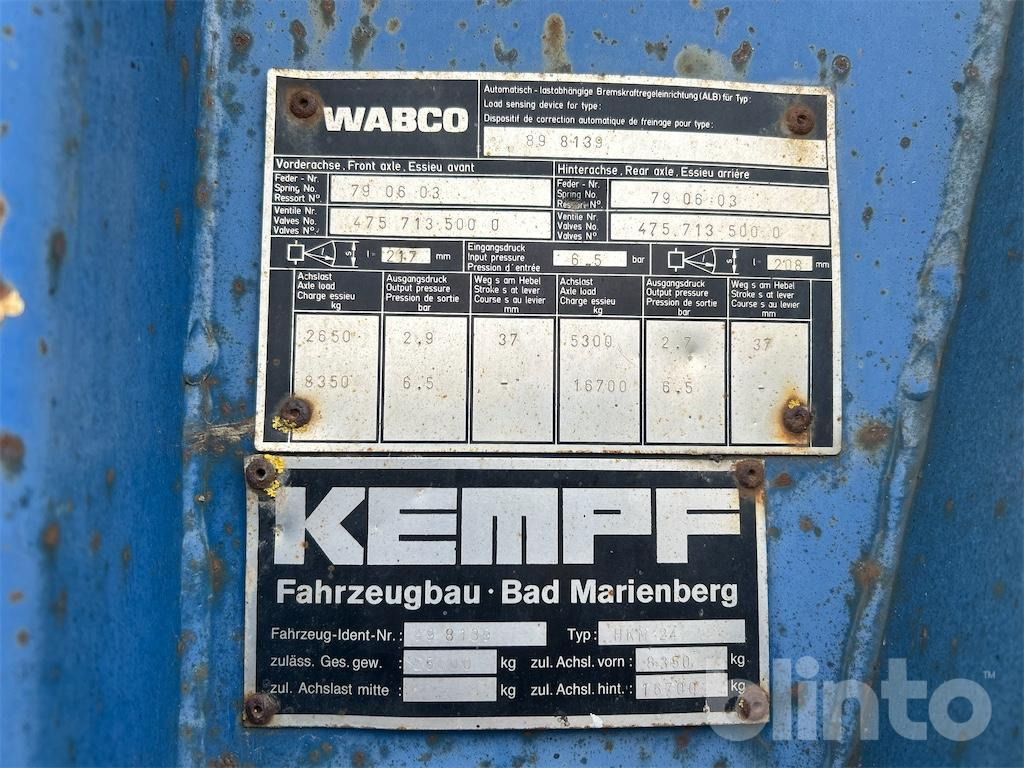 WABCO
Automatisch - lastabhängige Bremskraftregeleinrichtung (ALB) für Typ:
Load sensing device for type:
Dispositif de correction automatique de freinage pour type:
89 8139
Vorderachse, Front axle, Essieu avant
Hinterachse, Rear axle, Essieu arrière
Feder - Nr.
Spring No.
Ressort N°.
79 06 03
Feder - Nr.
Spring No.
Ressort N°.
79 06 03
Ventile Nr.
Valves No.
Valves N°.
475 713 500 0
Ventile Nr.
Valves No.
Valves N°
475 713 500 0
s l = 217 mm
Eingangsdruck
Input pressure
Pression d'entrée
6.5 bar
s l = 208 mm
Achslast
Axle load
Charge essieu
kg
Ausgangsdruck
Output pressure
Pression de sortie
bar
Weg s am Hebel
Stroke s at lever
Course s au levier
mm
Achslast
Axle load
Charge essieu
kg
Ausgangsdruck
Output pressure
Pression de sortie
bar
Weg s am Hebel
Stroke s at lever
Course s au levier
mm
2650 2.9 37 5300 2.7 37
8350 6.5 - 16700 6.5 -
KEMPF
Fahrzeugbau · Bad Marienberg
Fahrzeug-Ident-Nr.: 8139 Typ: HKM 24
zuläss. Ges. gew. : kg zul. Achsl. vorn : 8350 kg
zul. Achslast mitte : kg zul. Achsl. hint. : 16700 kg
blinto™